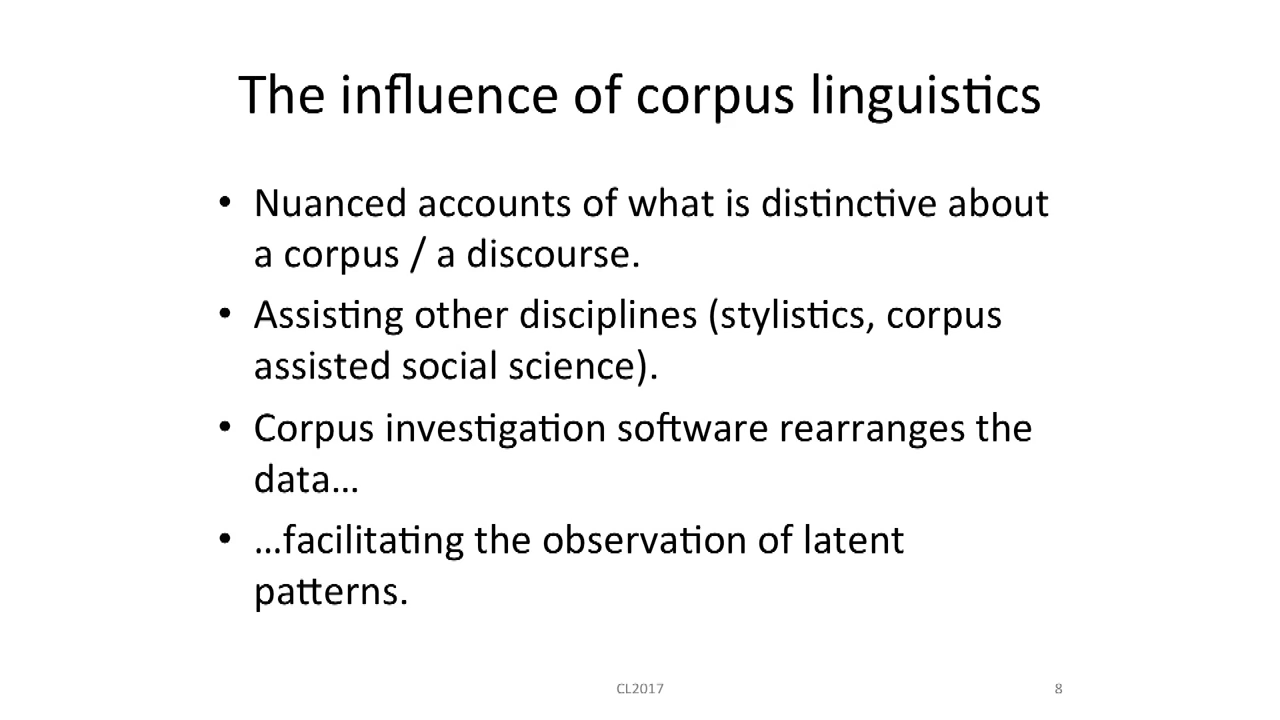 The influence of corpus linguistics
• Nuanced accounts of what is distinctive about
a corpus / a discourse.
• Assisting other disciplines (stylistics, corpus
assisted social science).
• Corpus investigation software rearranges the
data…
• …facilitating the observation of latent
patterns.
CL2017
8